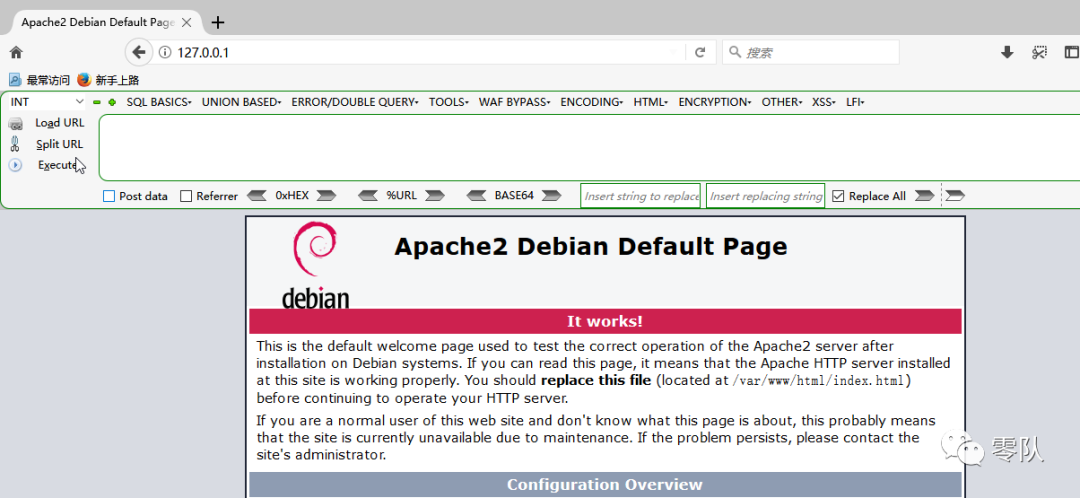 Apache2 Debian Default Page
127.0.0.1
搜索
最常访问 新手上路
INT SQL BASICS UNION BASED ERROR/DOUBLE QUERY TOOLS WAF BYPASS ENCODING HTML ENCRYPTION OTHER XSS LFI
Load URL
Split URL
Execute
Post data Referrer 0xHEX %URL BASE64 Insert string to replace Insert replacing string Replace All
Apache2 Debian Default Page
debian
It works!
This is the default welcome page used to test the correct operation of the Apache2 server after
installation on Debian systems. If you can read this page, it means that the Apache HTTP server installed
at this site is working properly. You should replace this file (located at /var/www/html/index.html)
before continuing to operate your HTTP server.
If you are a normal user of this web site and don't know what this page is about, this probably means
that the site is currently unavailable due to maintenance. If the problem persists, please contact the
site's administrator.
零队
Configuration Overview